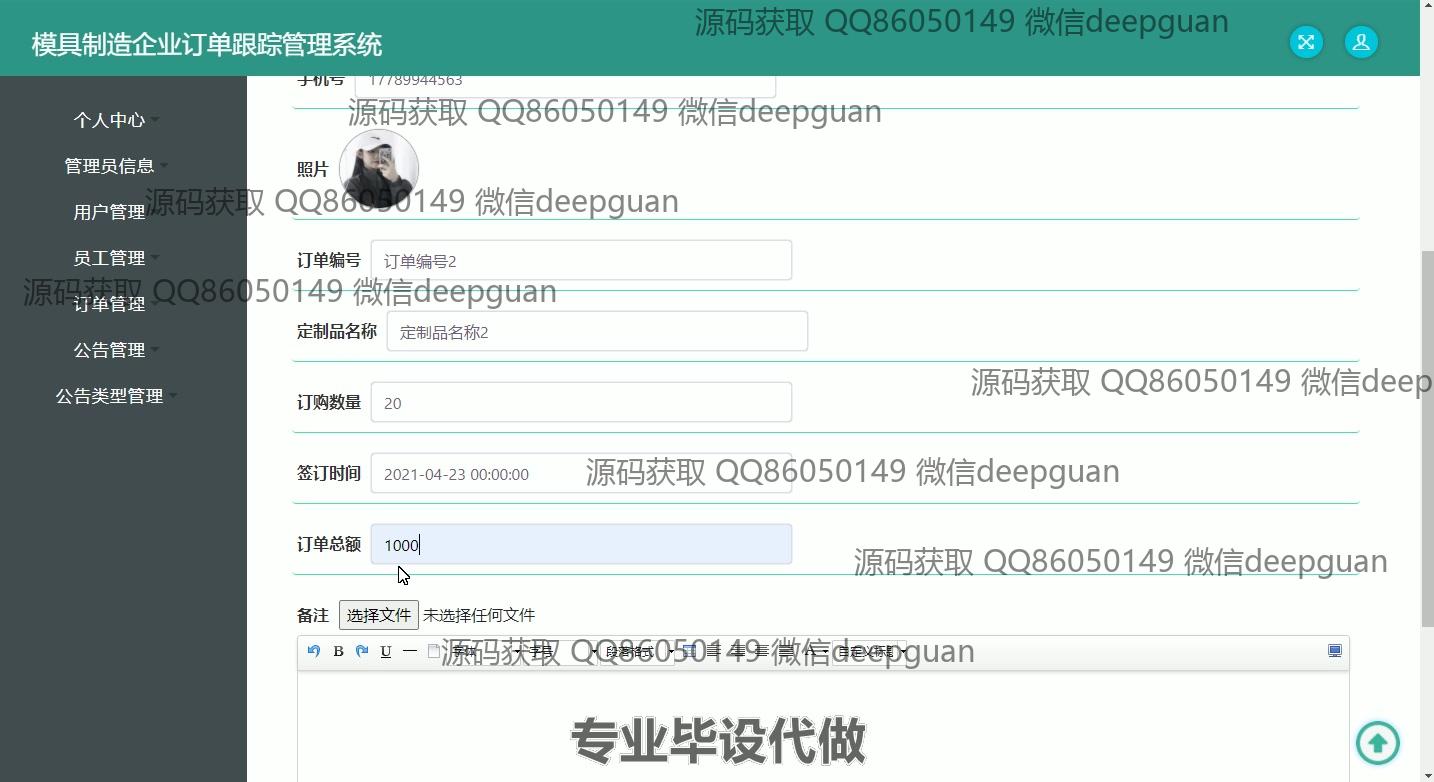 源码获取 QQ86050149 微信deepguan
模具制造企业订单跟踪管理系统
手机号 17789944563
源码获取 QQ86050149 微信deepguan
个人中心
管理员信息
照片
源码获取 QQ86050149 微信deepguan
用户管理
员工管理
订单编号 订单编号2
源码获取 QQ86050149 微信deepguan
订单管理
定制品名称 定制品名称2
公告管理
源码获取 QQ86050149 微信deep
公告类型管理
订购数量 20
签订时间 2021-04-23 00:00:00
源码获取 QQ86050149 微信deepguan
订单总额 1000
源码获取 QQ86050149 微信deepguan
备注 选择文件 未选择任何文件
源码获取 QQ86050149 微信deepguan
B U 段落格式 自定义标题
专业毕设代做